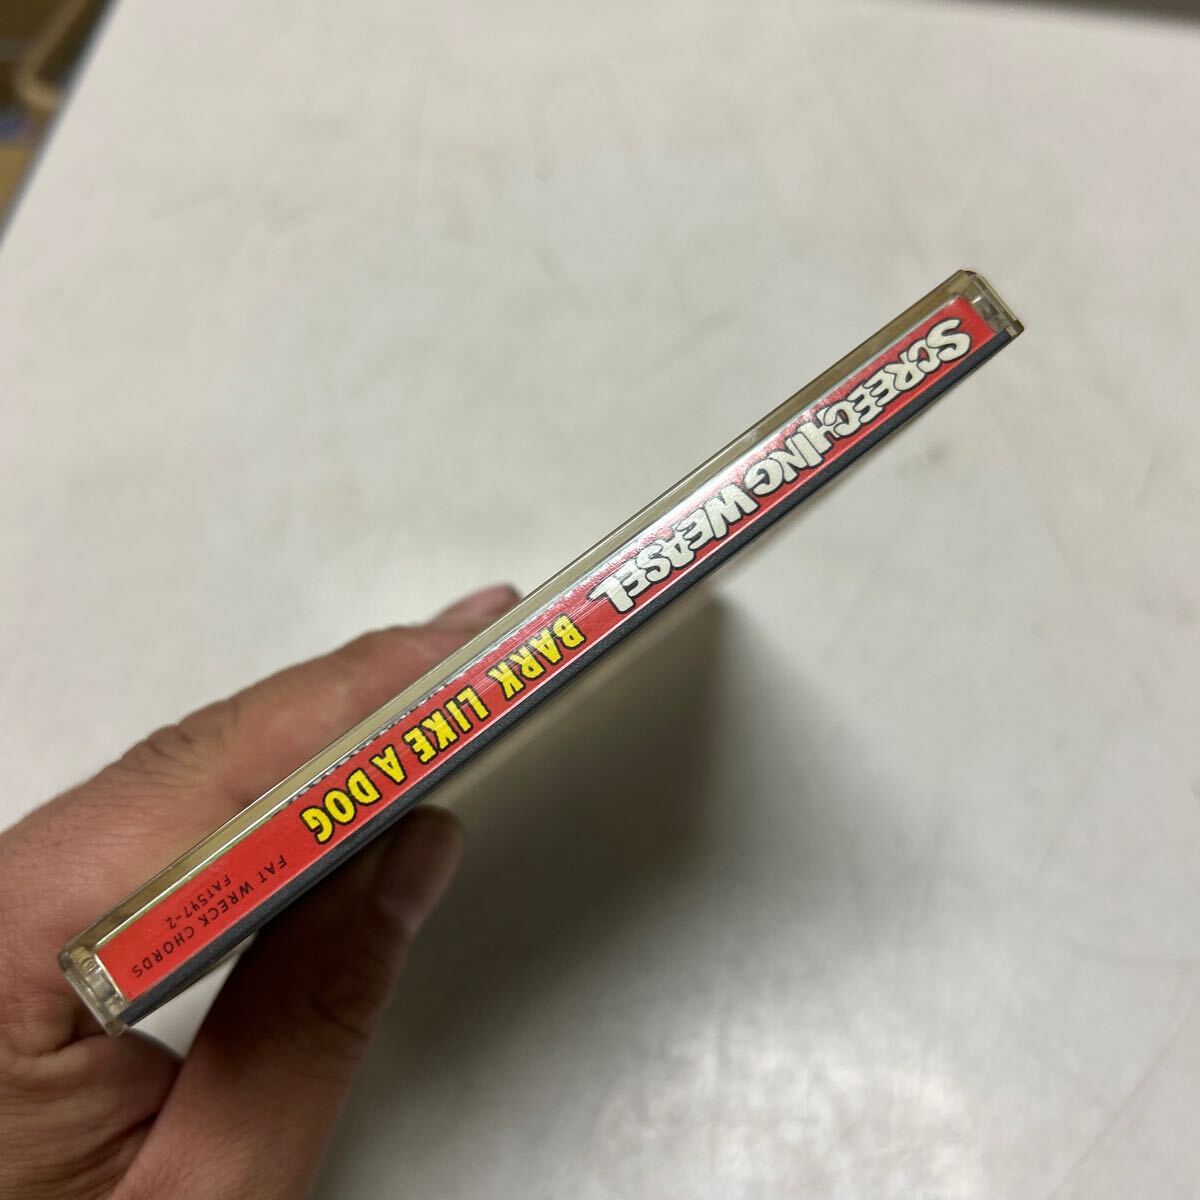 SCREECHING WEASEL BARK LIKE A DOG
FAT WRECK CHORDS
FAT547-2